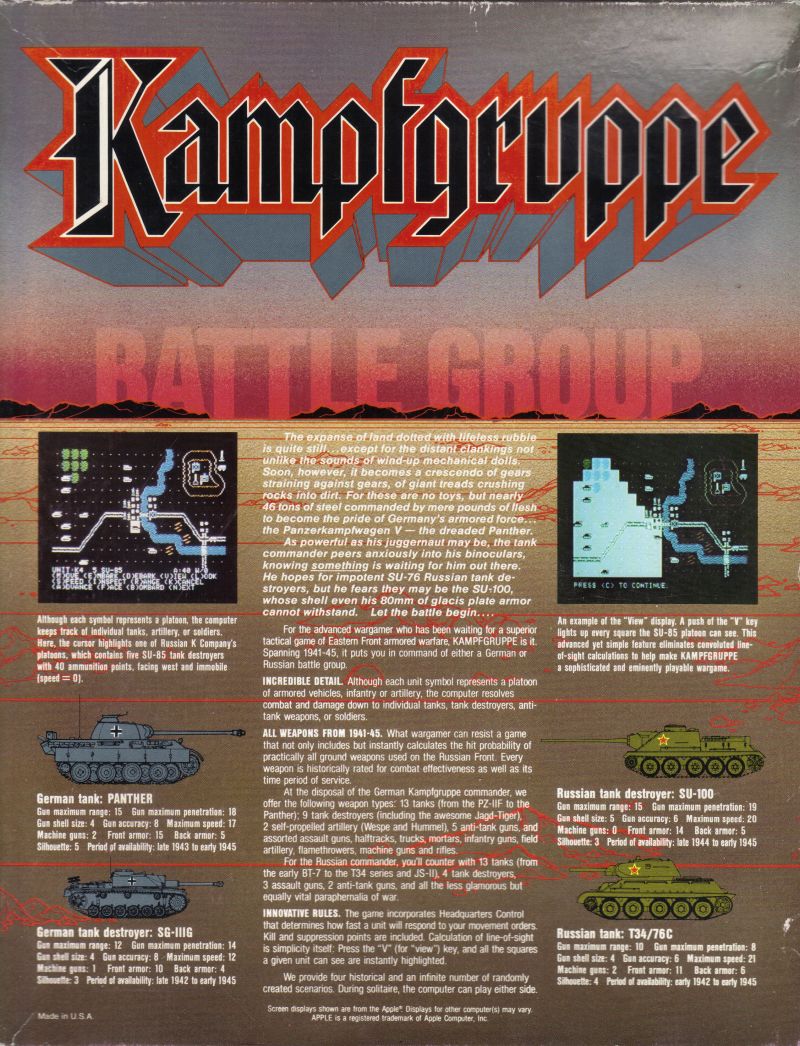 Kampfgruppe
BATTLE GROUP
UNIT-K4 5 SU-85 A:40 W/0
(M)OVE (E)MBARK (D)EBARK (V)IEW (L)OOK
(S)PEED (I)NSPECT (F)ANGE (K)CANCEL
(A)DVANCE (F)ACE (B)OMBARD (N)EXT
Although each symbol represents a platoon, the computer
keeps track of individual tanks, artillery, or soldiers.
Here, the cursor highlights one of Russian K Company's
platoons, which contains five SU-85 tank destroyers
with 40 ammunition points, facing west and immobile
(speed = 0).
German tank: PANTHER
Gun maximum range: 15 Gun maximum penetration: 18
Gun shell size: 4 Gun accuracy: 8 Maximum speed: 17
Machine guns: 2 Front armor: 15 Back armor: 5
Silhouette: 5 Period of availability: late 1943 to early 1945
German tank destroyer: SG-IIIG
Gun maximum range: 12 Gun maximum penetration: 14
Gun shell size: 4 Gun accuracy: 8 Maximum speed: 12
Machine guns: 1 Front armor: 10 Back armor: 4
Silhouette: 3 Period of availability: late 1942 to early 1945
Made in U.S.A.
The expanse of land dotted with lifeless rubble
is quite still...except for the distant clankings not
unlike the sounds of wind-up mechanical dolls.
Soon, however, it becomes a crescendo of gears
straining against gears, of giant treads crushing
rocks into dirt. For these are no toys, but nearly
46 tons of steel commanded by mere pounds of flesh
to become the pride of Germany's armored force...
the Panzerkampfwagen V — the dreaded Panther.
As powerful as his juggernaut may be, the tank
commander peers anxiously into his binoculars,
knowing something is waiting for him out there.
He hopes for impotent SU-76 Russian tank de-
stroyers, but he fears they may be the SU-100,
whose shell even his 80mm of glacis plate armor
cannot withstand. Let the battle begin....
For the advanced wargamer who has been waiting for a superior
tactical game of Eastern Front armored warfare, KAMPFGRUPPE is it.
Spanning 1941-45, it puts you in command of either a German or
Russian battle group.
INCREDIBLE DETAIL. Although each unit symbol represents a platoon
of armored vehicles, infantry or artillery, the computer resolves
combat and damage down to individual tanks, tank destroyers, anti-
tank weapons, or soldiers.
ALL WEAPONS FROM 1941-45. What wargamer can resist a game
that not only includes but instantly calculates the hit probability of
practically all ground weapons used on the Russian Front. Every
weapon is historically rated for combat effectiveness as well as its
time period of service.
At the disposal of the German Kampfgruppe commander, we
offer the following weapon types: 13 tanks (from the PZ-IIF to the
Panther); 9 tank destroyers (including the awesome Jagd-Tiger),
2 self-propelled artillery (Wespe and Hummel), 5 anti-tank guns, and
assorted assault guns, halftracks, trucks, mortars, infantry guns, field
artillery, flamethrowers, machine guns and rifles.
For the Russian commander, you'll counter with 13 tanks (from
the early BT-7 to the T34 series and JS-II), 4 tank destroyers,
3 assault guns, 2 anti-tank guns, and all the less glamorous but
equally vital paraphernalia of war.
INNOVATIVE RULES. The game incorporates Headquarters Control
that determines how fast a unit will respond to your movement orders.
Kill and suppression points are included. Calculation of line-of-sight
is simplicity itself: Press the "V" (for "view") key, and all the squares
a given unit can see are instantly highlighted.
We provide four historical and an infinite number of randomly
created scenarios. During solitaire, the computer can play either side.
Screen displays shown are from the Apple®. Displays for other computer(s) may vary.
APPLE is a registered trademark of Apple Computer, Inc.
PRESS (C) TO CONTINUE.
An example of the "View" display. A push of the "V" key
lights up every square the SU-85 platoon can see. This
advanced yet simple feature eliminates convoluted line-
of-sight calculations to help make KAMPFGRUPPE
a sophisticated and eminently playable wargame.
Russian tank destroyer: SU-100
Gun maximum range: 15 Gun maximum penetration: 19
Gun shell size: 5 Gun accuracy: 6 Maximum speed: 20
Machine guns: 0 Front armor: 14 Back armor: 5
Silhouette: 3 Period of availability: late 1944 to early 1945
Russian tank: T34/76C
Gun maximum range: 10 Gun maximum penetration: 8
Gun shell size: 4 Gun accuracy: 6 Maximum speed: 21
Machine guns: 2 Front armor: 11 Back armor: 6
Silhouette: 4 Period of availability: early 1942 to early 1945